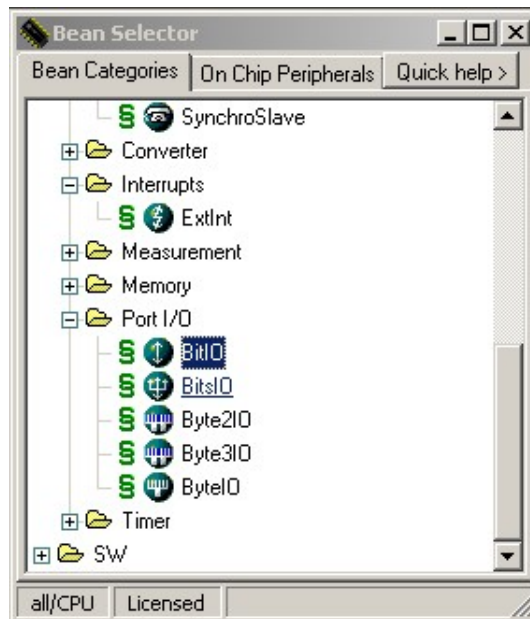 Bean Selector
Bean Categories On Chip Peripherals Quick help >
SynchroSlave
Converter
Interrupts
ExtInt
Measurement
Memory
Port I/O
BitIO
BitsIO
Byte2IO
Byte3IO
ByteIO
Timer
SW
all/CPU Licensed